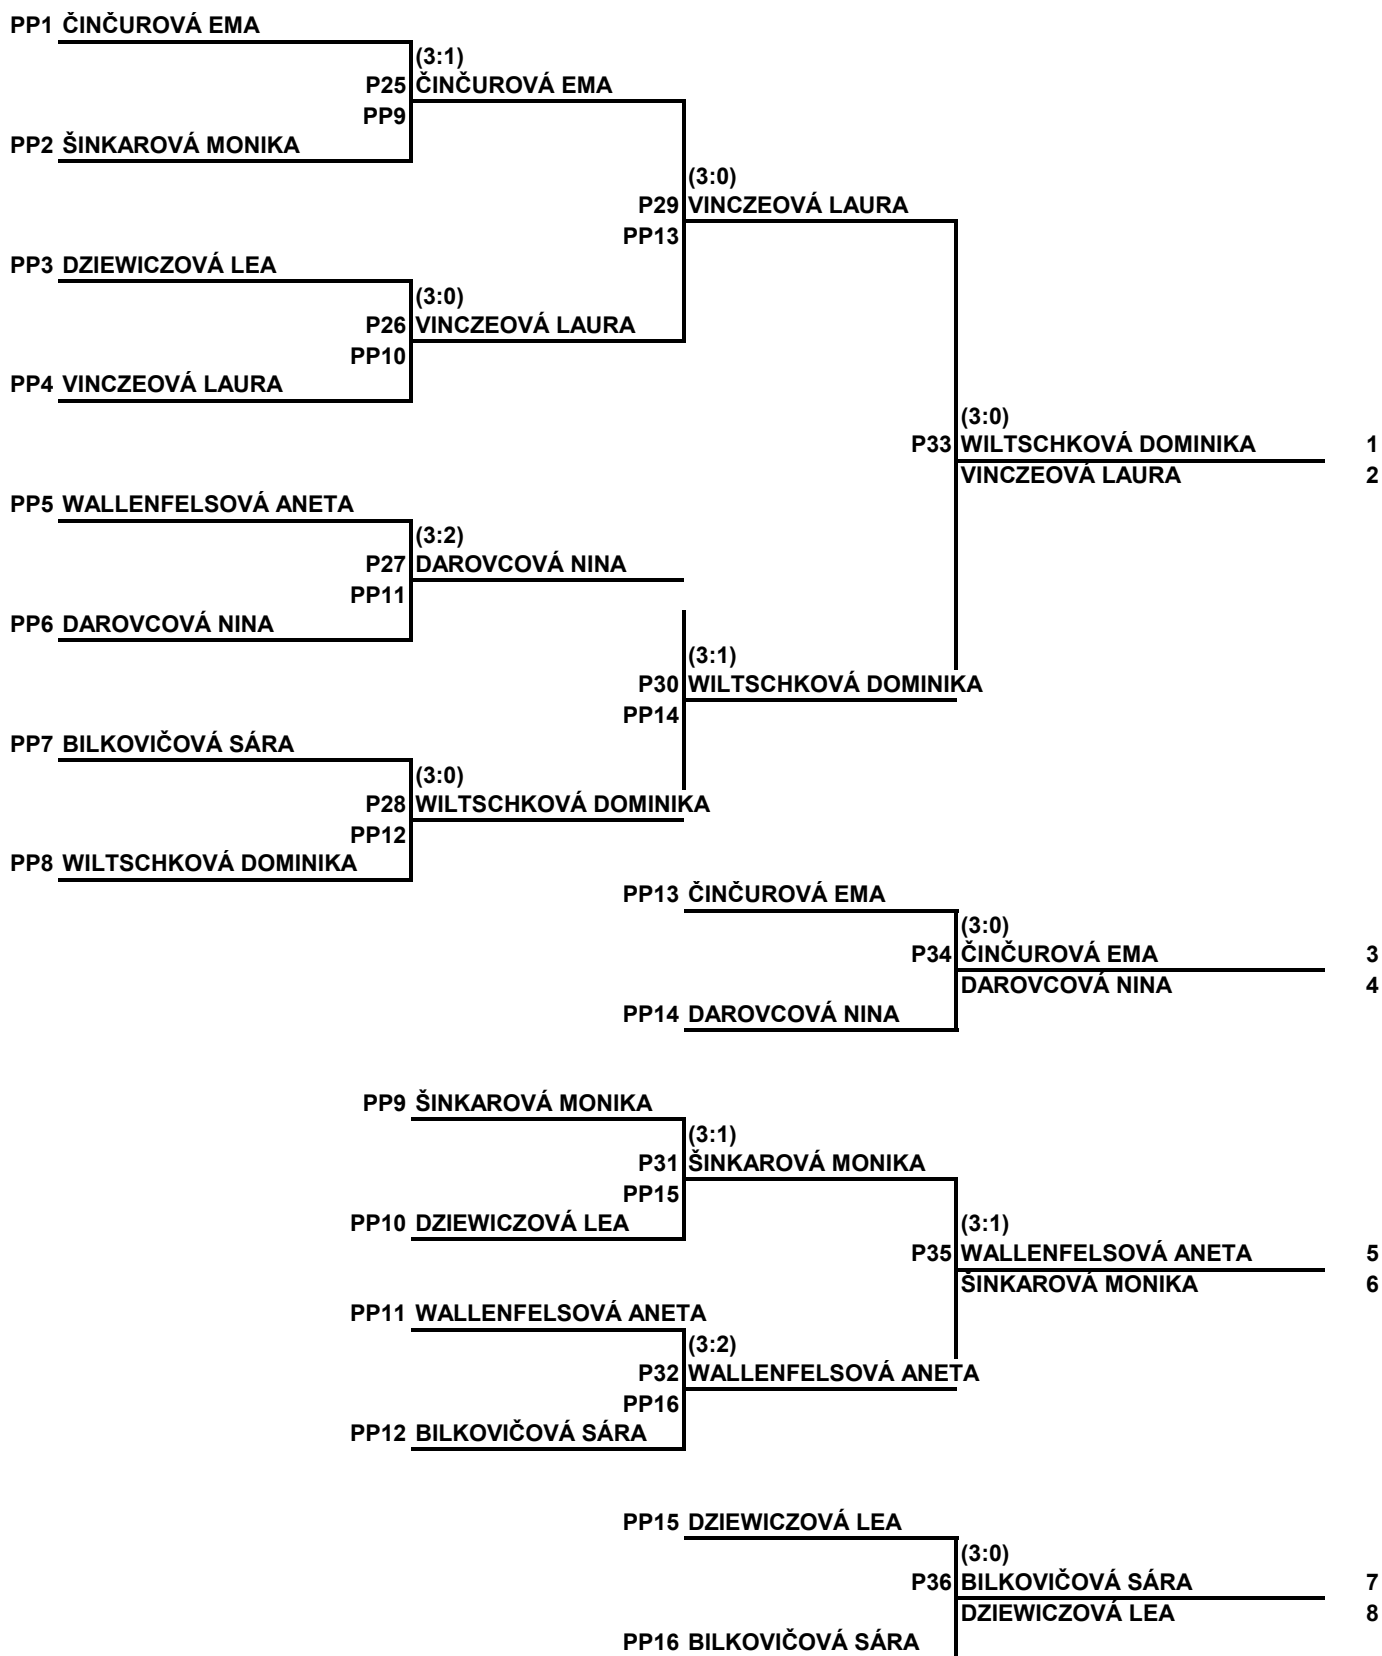 PP1 ČINČUROVÁ EMA
(3:1)
P25 ČINČUROVÁ EMA
PP9
PP2 ŠINKAROVÁ MONIKA
(3:0)
P29 VINCZEOVÁ LAURA
PP13
PP3 DZIEWICZOVÁ LEA
(3:0)
P26 VINCZEOVÁ LAURA
PP10
PP4 VINCZEOVÁ LAURA
(3:0)
P33 WILTSCHKOVÁ DOMINIKA 1
VINCZEOVÁ LAURA 2
PP5 WALLENFELSOVÁ ANETA
(3:2)
P27 DAROVCOVÁ NINA
PP11
PP6 DAROVCOVÁ NINA
(3:1)
P30 WILTSCHKOVÁ DOMINIKA
PP14
PP7 BILKOVIČOVÁ SÁRA
(3:0)
P28 WILTSCHKOVÁ DOMINIKA
PP12
PP8 WILTSCHKOVÁ DOMINIKA
PP13 ČINČUROVÁ EMA
(3:0)
P34 ČINČUROVÁ EMA 3
DAROVCOVÁ NINA 4
PP14 DAROVCOVÁ NINA
PP9 ŠINKAROVÁ MONIKA
(3:1)
P31 ŠINKAROVÁ MONIKA
PP15
PP10 DZIEWICZOVÁ LEA
(3:1)
P35 WALLENFELSOVÁ ANETA 5
ŠINKAROVÁ MONIKA 6
PP11 WALLENFELSOVÁ ANETA
(3:2)
P32 WALLENFELSOVÁ ANETA
PP16
PP12 BILKOVIČOVÁ SÁRA
PP15 DZIEWICZOVÁ LEA
(3:0)
P36 BILKOVIČOVÁ SÁRA 7
DZIEWICZOVÁ LEA 8
PP16 BILKOVIČOVÁ SÁRA